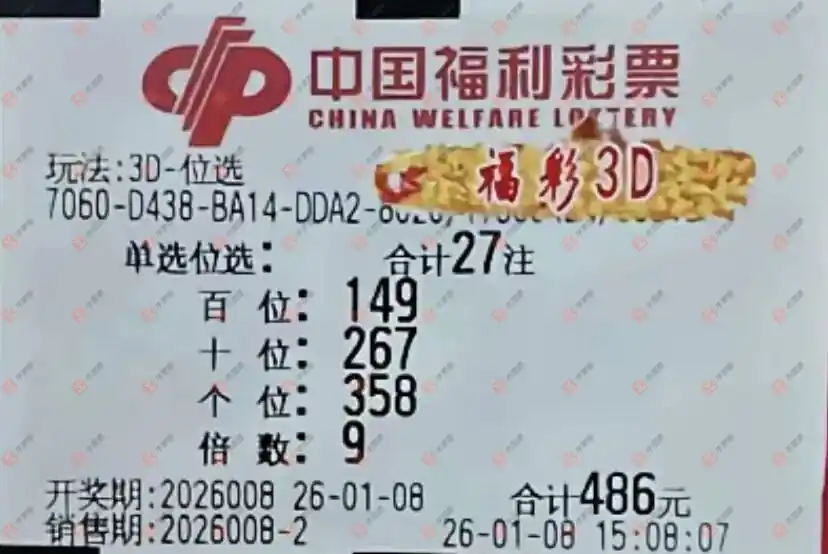 中国福利彩票
CHINA WELFARE LOTTERY
玩法:3D-位选
福彩3D
7060-D438-BA14-DDA2-
单选位选: 合计27注
百位: 149
十位: 267
个位: 358
倍数: 9
开奖期:2026008 26-01-08 合计486元
销售期:2026008-2 26-01-08 15:08:07